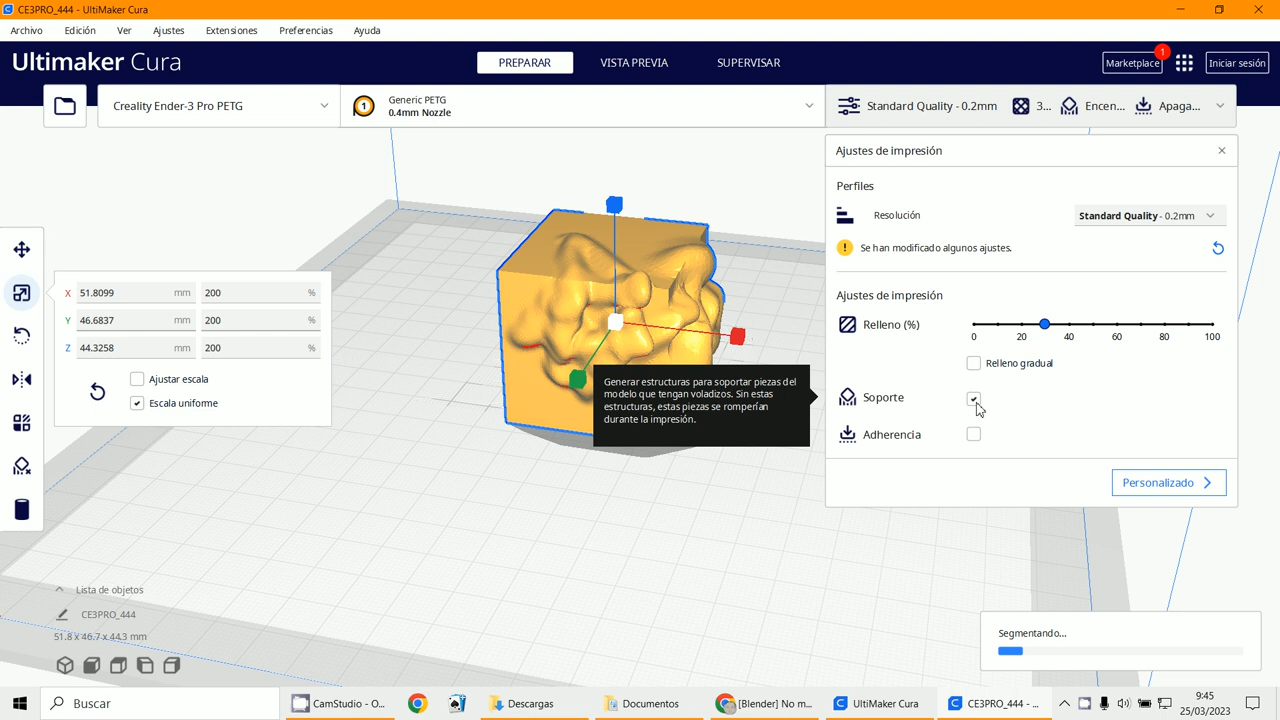 CE3PRO_444 - UltiMaker Cura
Archivo Edición Ver Ajustes Extensiones Preferencias Ayuda
Ultimaker Cura
PREPARAR VISTA PREVIA SUPERVISAR
Marketplace 1 Iniciar sesión
Creality Ender-3 Pro PETG
1 Generic PETG
0.4mm Nozzle
Standard Quality - 0.2mm 3... Encen... Apaga...
Ajustes de impresión
Perfiles
Resolución Standard Quality - 0.2mm
Se han modificado algunos ajustes.
Ajustes de impresión
Relleno (%)
0 20 40 60 80 100
Relleno gradual
Soporte
Adherencia
Personalizado
X 51.8099 mm 200 %
Y 46.6837 mm 200 %
Z 44.3258 mm 200 %
Ajustar escala
Escala uniforme
Generar estructuras para soportar piezas del
modelo que tengan voladizos. Sin estas
estructuras, estas piezas se romperían
durante la impresión.
Lista de objetos
CE3PRO_444
51.8 x 46.7 x 44.3 mm
Segmentando...
Buscar
CamStudio - O...
Descargas
Documentos
[Blender] No m...
UltiMaker Cura
CE3PRO_444 - ...
9:45
25/03/2023